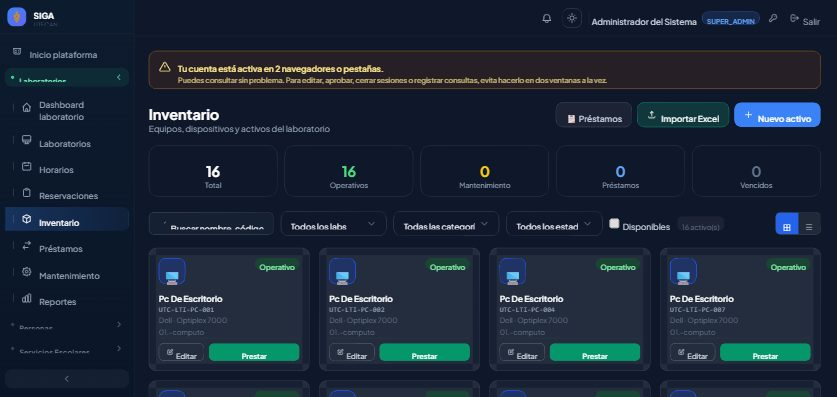 SIGA
Inicio plataforma
Laboratorios
Dashboard
laboratorio
Laboratorios
Horarios
Reservaciones
Inventario
Préstamos
Mantenimiento
Reportes
Personas
Servicios Escolares
Administrador del Sistema
SUPER_ADMIN
Salir
Tu cuenta está activa en 2 navegadores o pestañas.
Puedes consultar sin problema. Para editar, aprobar, cerrar sesiones o registrar consultas, evita hacerlo en dos ventanas a la vez.
Inventario
Equipos, dispositivos y activos del laboratorio
Préstamos
Importar Excel
Nuevo activo
16
Total
16
Operativos
0
Mantenimiento
0
Préstamos
0
Vencidos
Buscar nombre, código
Todos los labs
Todas las categorí
Todos los estad
Disponibles
16 activo(s)
Operativo
Pc De Escritorio
UTC-LTI-PC-001
Dell · Optiplex 7000
01.-computo
Editar
Prestar
Operativo
Pc De Escritorio
UTC-LTI-PC-002
Dell · Optiplex 7000
01.-computo
Editar
Prestar
Operativo
Pc De Escritorio
UTC-LTI-PC-004
Dell · Optiplex 7000
01.-computo
Editar
Prestar
Operativo
Pc De Escritorio
UTC-LTI-PC-007
Dell · Optiplex 7000
01.-computo
Editar
Prestar